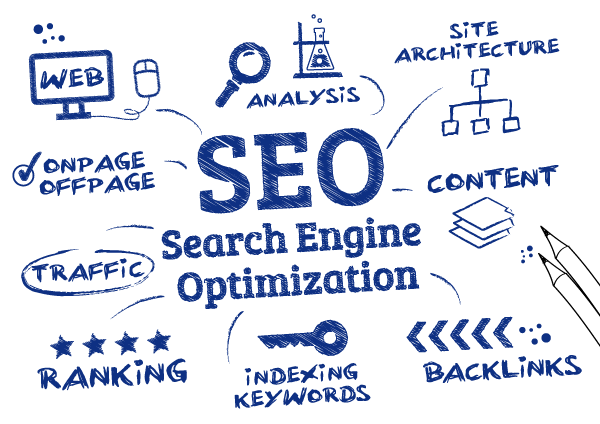 WEB
ANALYSIS
SITE
ARCHITECTURE
ONPAGE
OFFPAGE
SEO
Search Engine
Optimization
CONTENT
TRAFFIC
RANKING
INDEXING
KEYWORDS
BACKLINKS